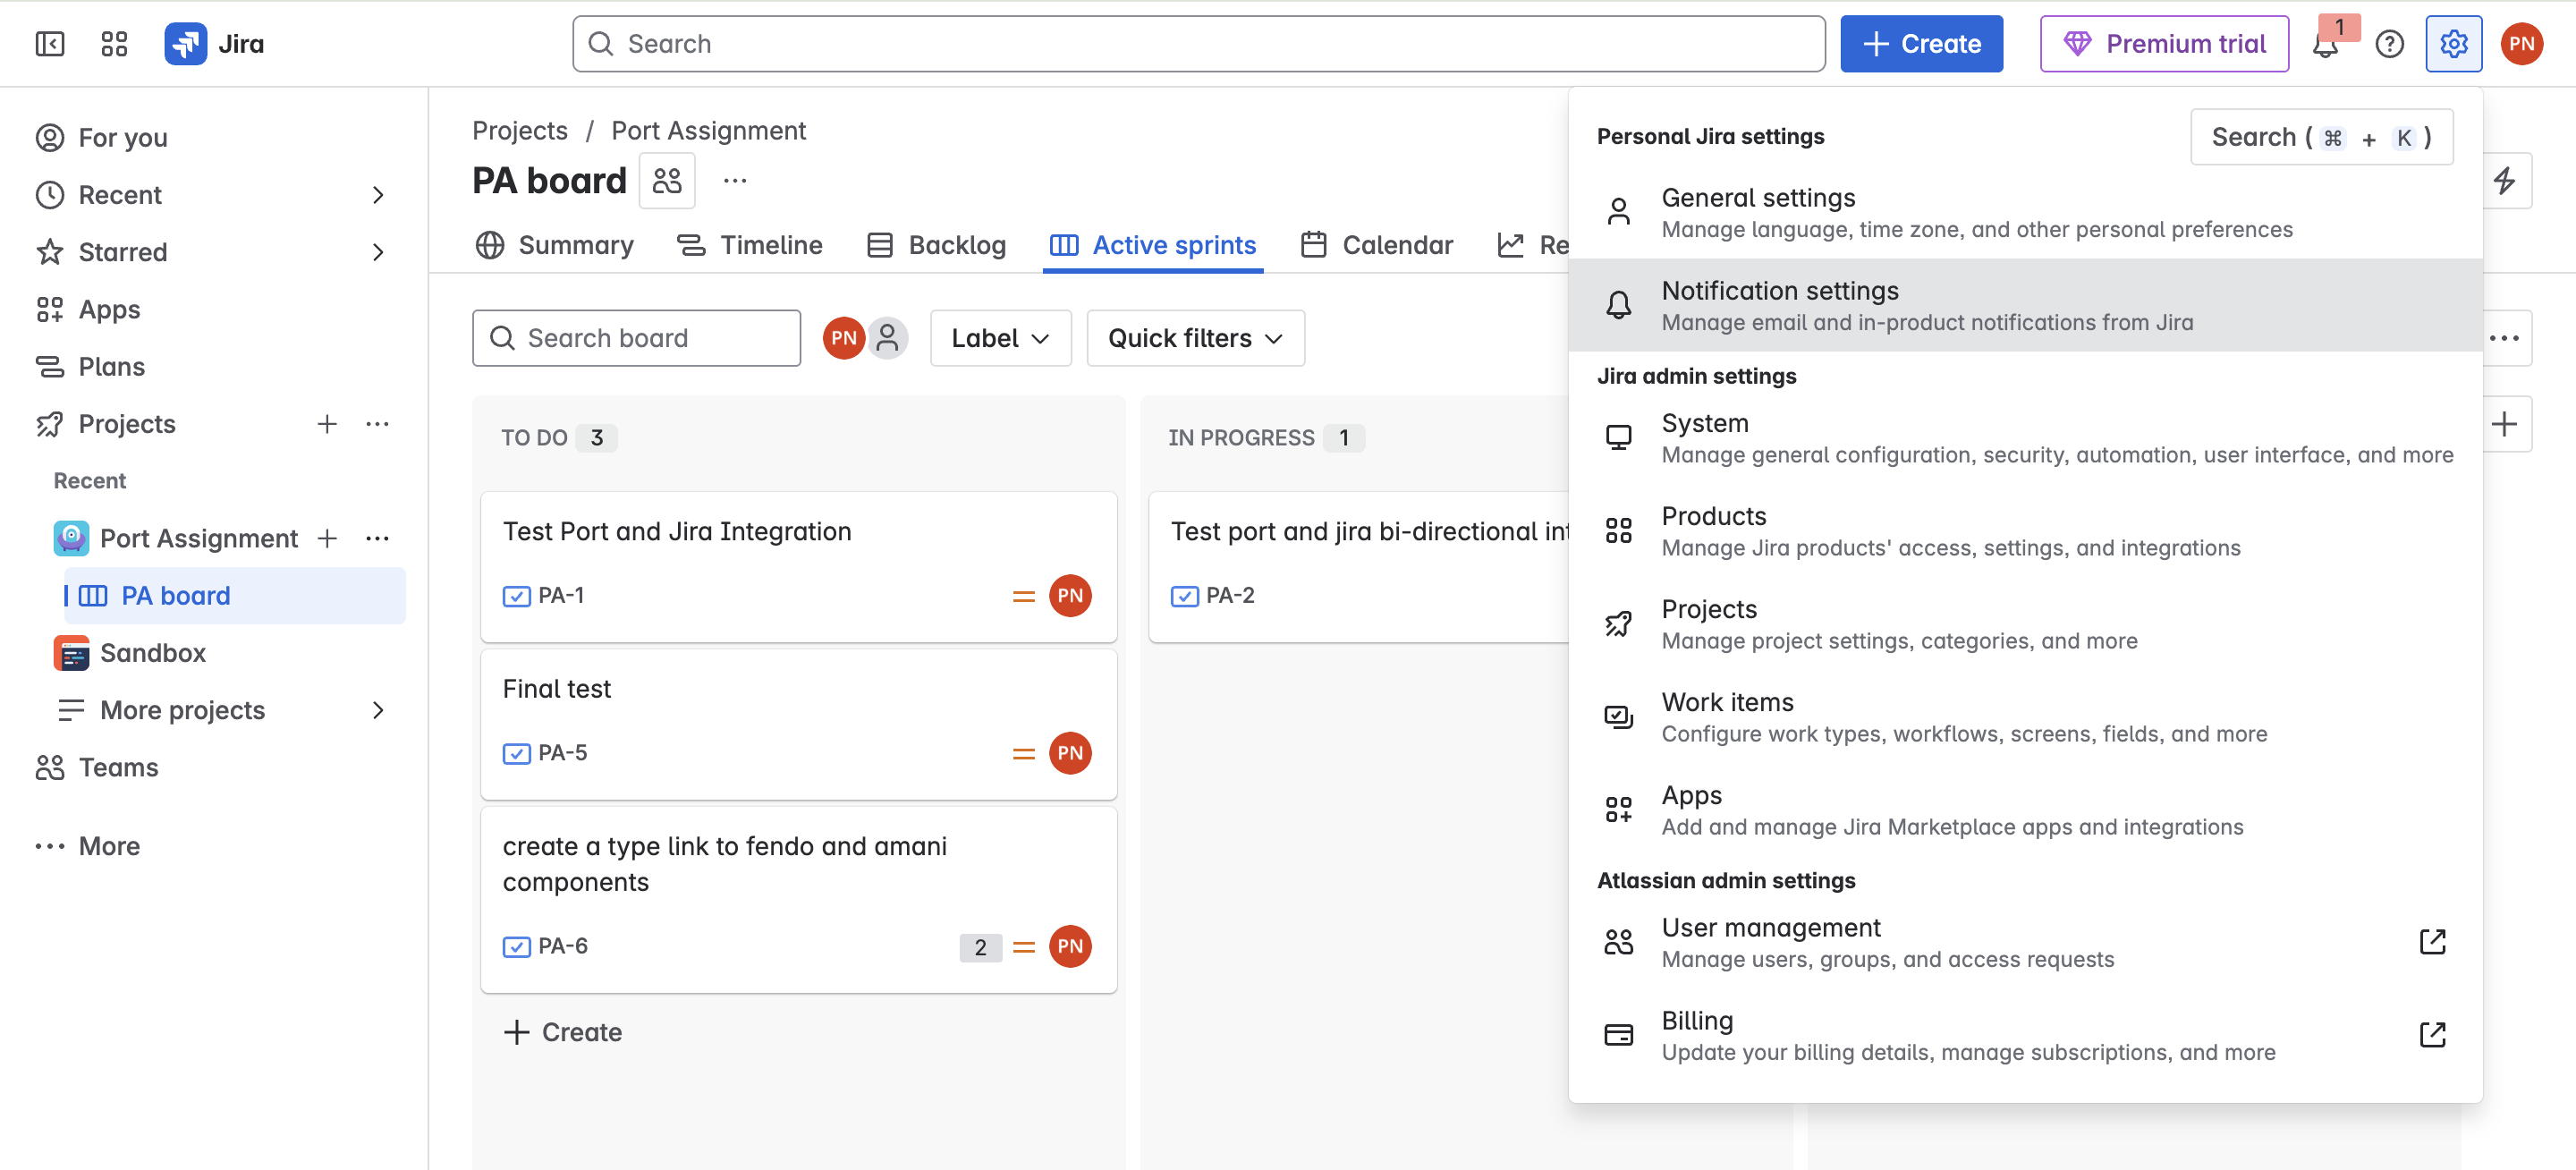 Jira
Search
Create
Premium trial
1
PN
For you
Recent
Starred
Apps
Plans
Projects
Recent
Port Assignment
PA board
Sandbox
More projects
Teams
More
Projects / Port Assignment
PA board
Summary
Timeline
Backlog
Active sprints
Calendar
Re
Search board
PN
Label
Quick filters
TO DO 3
Test Port and Jira Integration
PA-1
PN
Final test
PA-5
PN
create a type link to fendo and amani
components
PA-6
2
PN
Create
IN PROGRESS 1
Test port and jira bi-directional int
PA-2
Personal Jira settings
Search ( ⌘ + K )
General settings
Manage language, time zone, and other personal preferences
Notification settings
Manage email and in-product notifications from Jira
Jira admin settings
System
Manage general configuration, security, automation, user interface, and more
Products
Manage Jira products' access, settings, and integrations
Projects
Manage project settings, categories, and more
Work items
Configure work types, workflows, screens, fields, and more
Apps
Add and manage Jira Marketplace apps and integrations
Atlassian admin settings
User management
Manage users, groups, and access requests
Billing
Update your billing details, manage subscriptions, and more